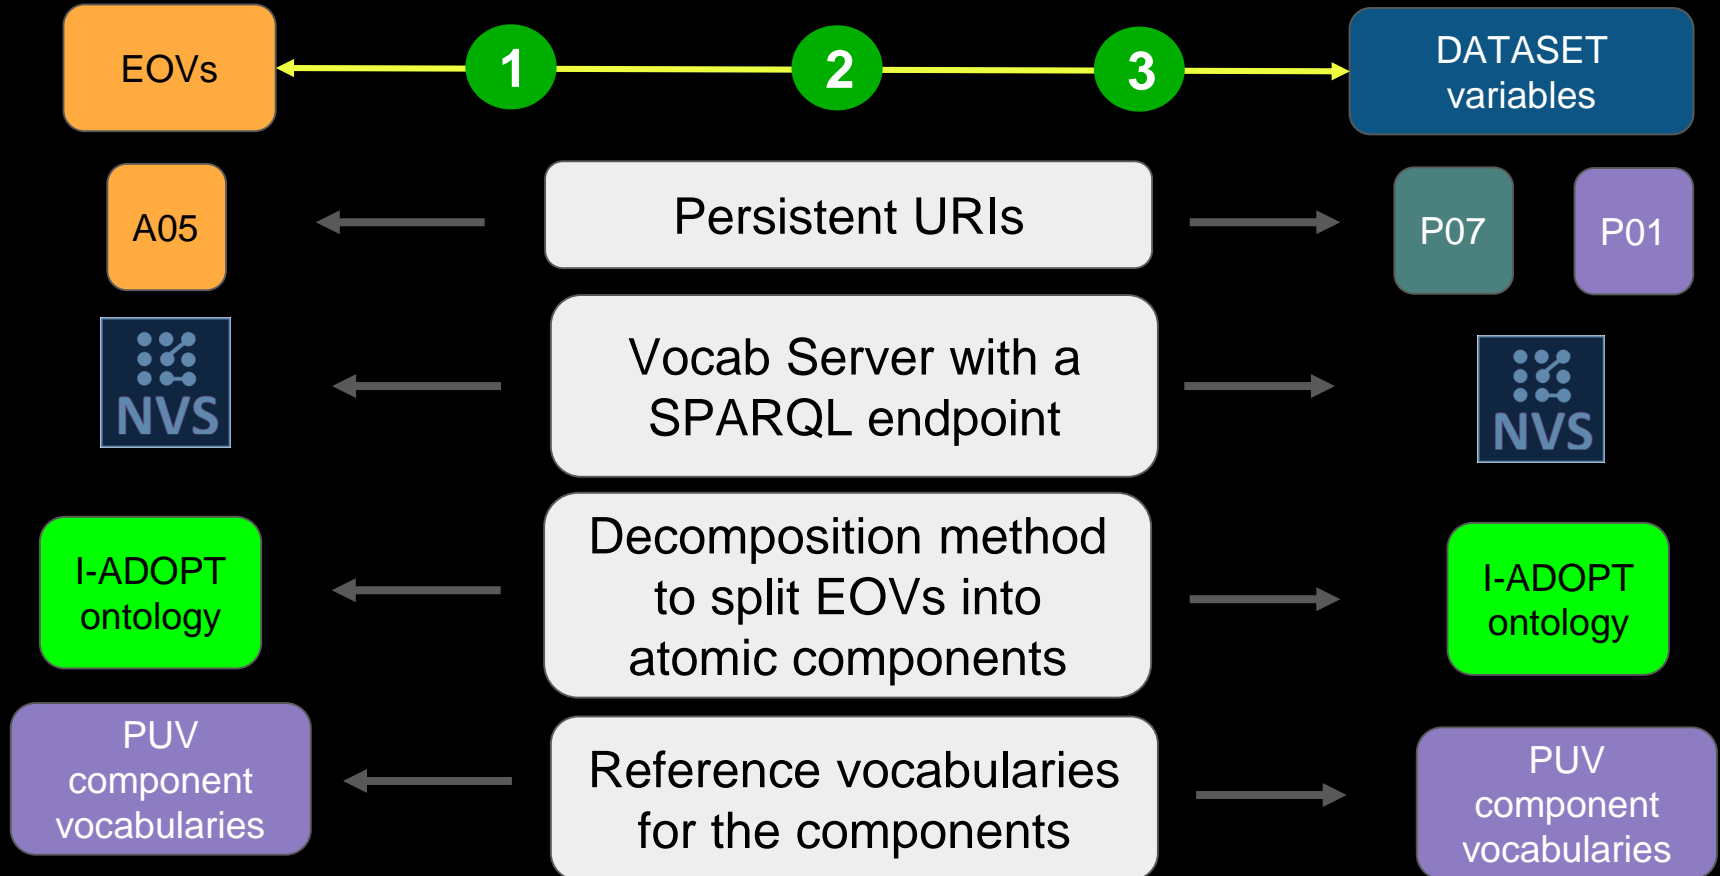 EOVs
1
2
3
DATASET
variables
A05
Persistent URIs
P07
P01
NVS
Vocab Server with a
SPARQL endpoint
NVS
I-ADOPT
ontology
Decomposition method
to split EOVs into
atomic components
I-ADOPT
ontology
PUV
component
vocabularies
Reference vocabularies
for the components
PUV
component
vocabularies